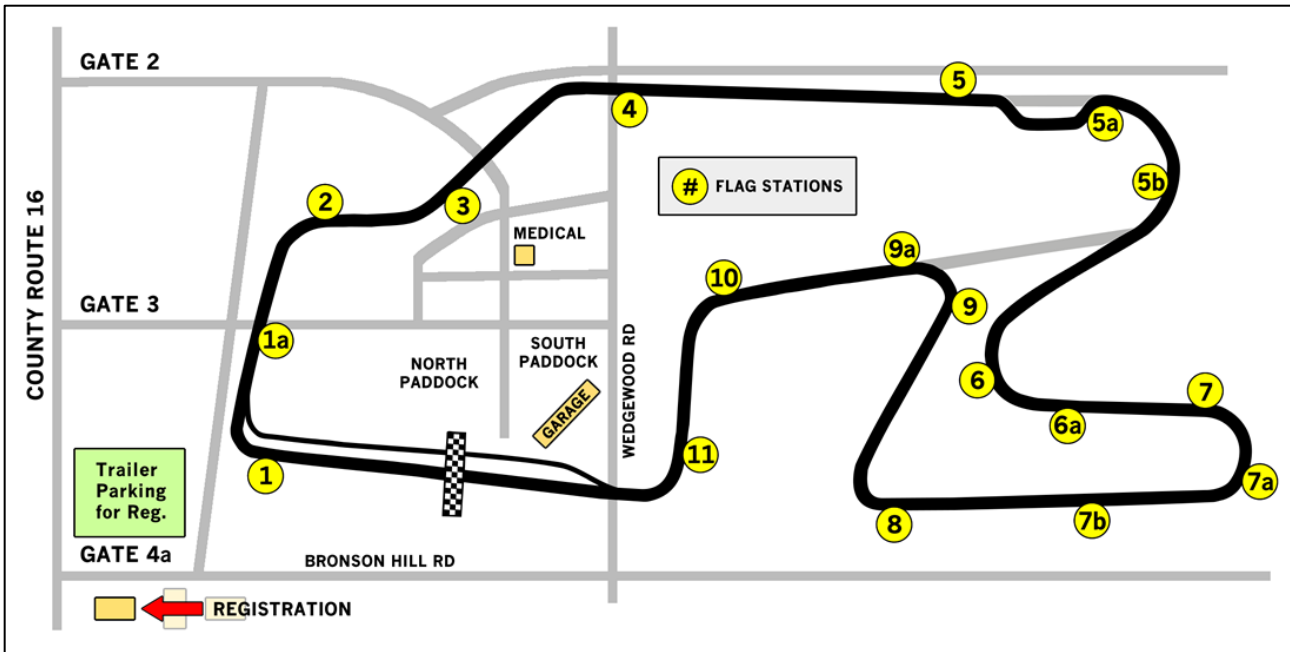 GATE 2
5
4
5a
COUNTY ROUTE 16
# FLAG STATIONS
5b
2
3
MEDICAL
9a
10
GATE 3
9
1a
SOUTH
PADDOCK
NORTH
PADDOCK
WEDGEWOOD RD
6
7
GARAGE
6a
11
1
Trailer
Parking
for Reg.
7a
8
7b
GATE 4a
BRONSON HILL RD
REGISTRATION